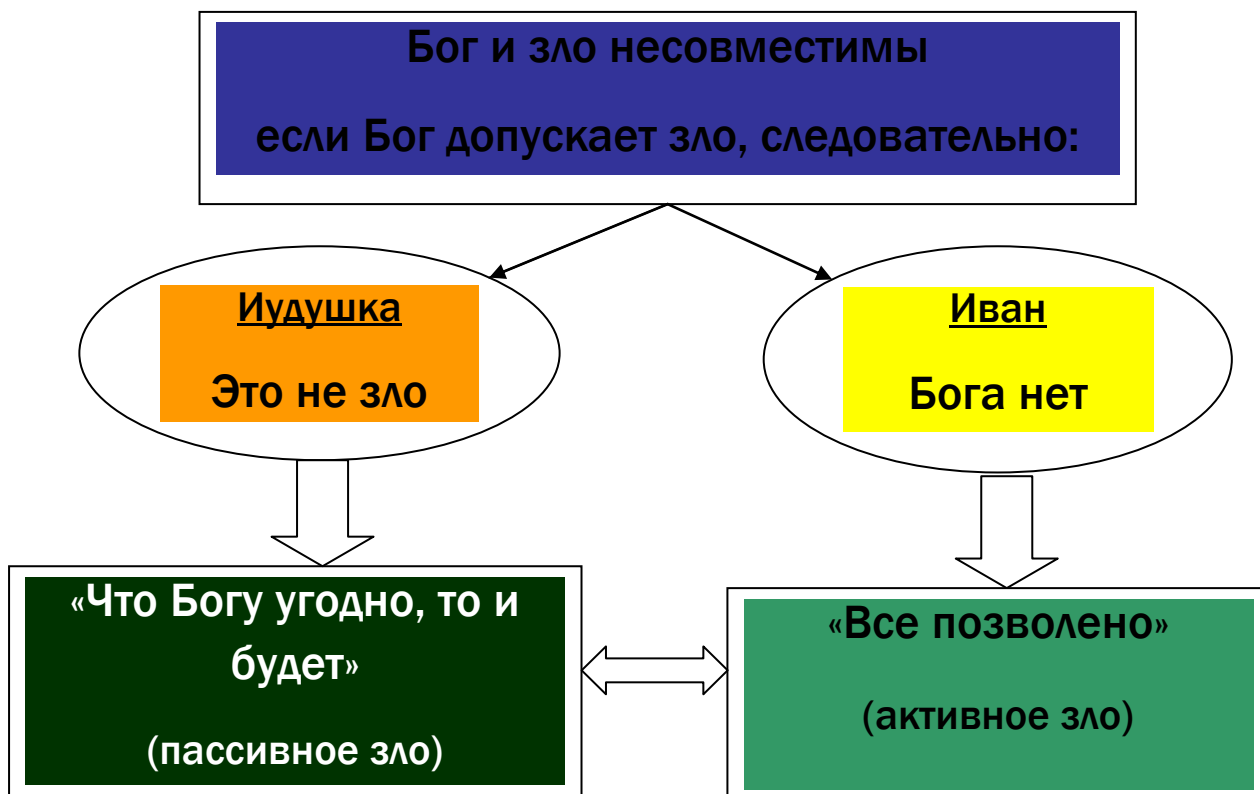 Бог и зло несовместимы
если Бог допускает зло, следовательно:
Иудушка
Это не зло
Иван
Бога нет
«Что Богу угодно, то и
будет»
(пассивное зло)
«Все позволено»
(активное зло)